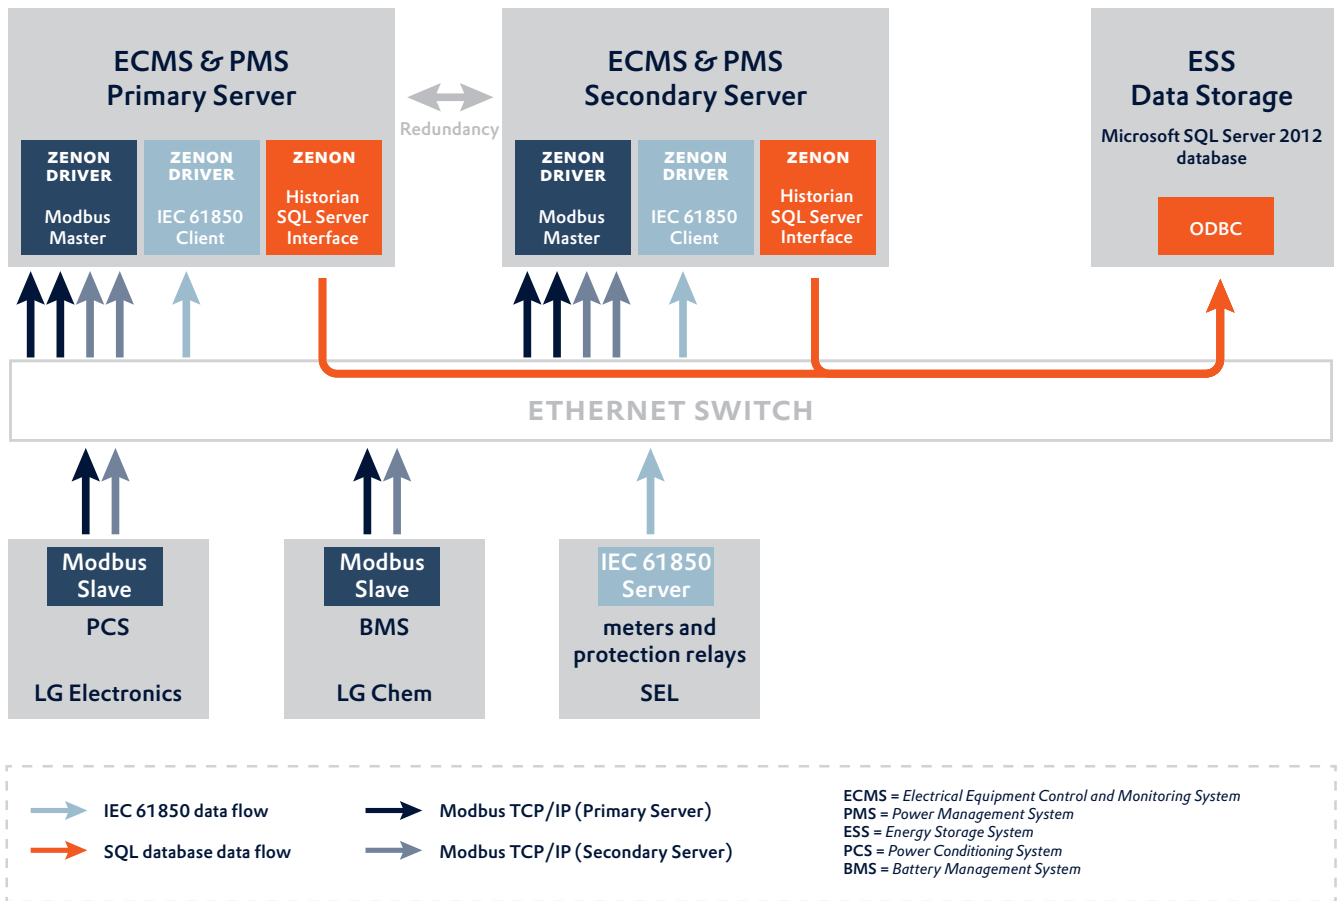 ECMS & PMS
Primary Server
ZENON
DRIVER
Modbus
Master
ZENON
DRIVER
IEC 61850
Client
ZENON
Historian
SQL Server
Interface
Redundancy
ECMS & PMS
Secondary Server
ZENON
DRIVER
Modbus
Master
ZENON
DRIVER
IEC 61850
Client
ZENON
Historian
SQL Server
Interface
ESS
Data Storage
Microsoft SQL Server 2012
database
ODBC
ETHERNET SWITCH
Modbus
Slave
PCS
LG Electronics
Modbus
Slave
BMS
LG Chem
IEC 61850
Server
meters and
protection relays
SEL
IEC 61850 data flow
SQL database data flow
Modbus TCP/IP (Primary Server)
Modbus TCP/IP (Secondary Server)
ECMS = Electrical Equipment Control and Monitoring System
PMS = Power Management System
ESS = Energy Storage System
PCS = Power Conditioning System
BMS = Battery Management System